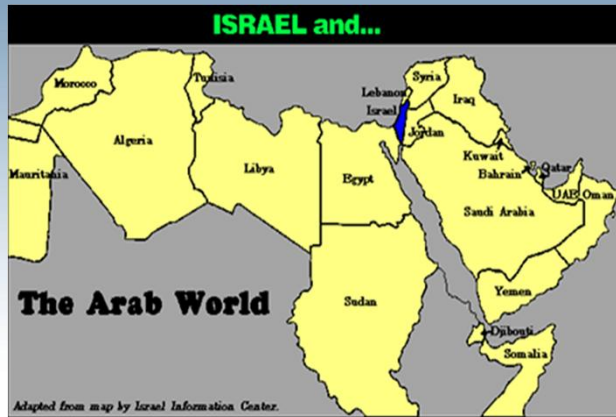 ISRAEL and...
Morocco
Tunisia
Syria
Lebanon
Israel
Iraq
Jordan
Algeria
Libya
Egypt
Kuwait
Bahrain
Qatar
UAE
Oman
Mauritania
Saudi Arabia
The Arab World
Sudan
Yemen
Djibouti
Somalia
Adapted from map by Israel Information Center.